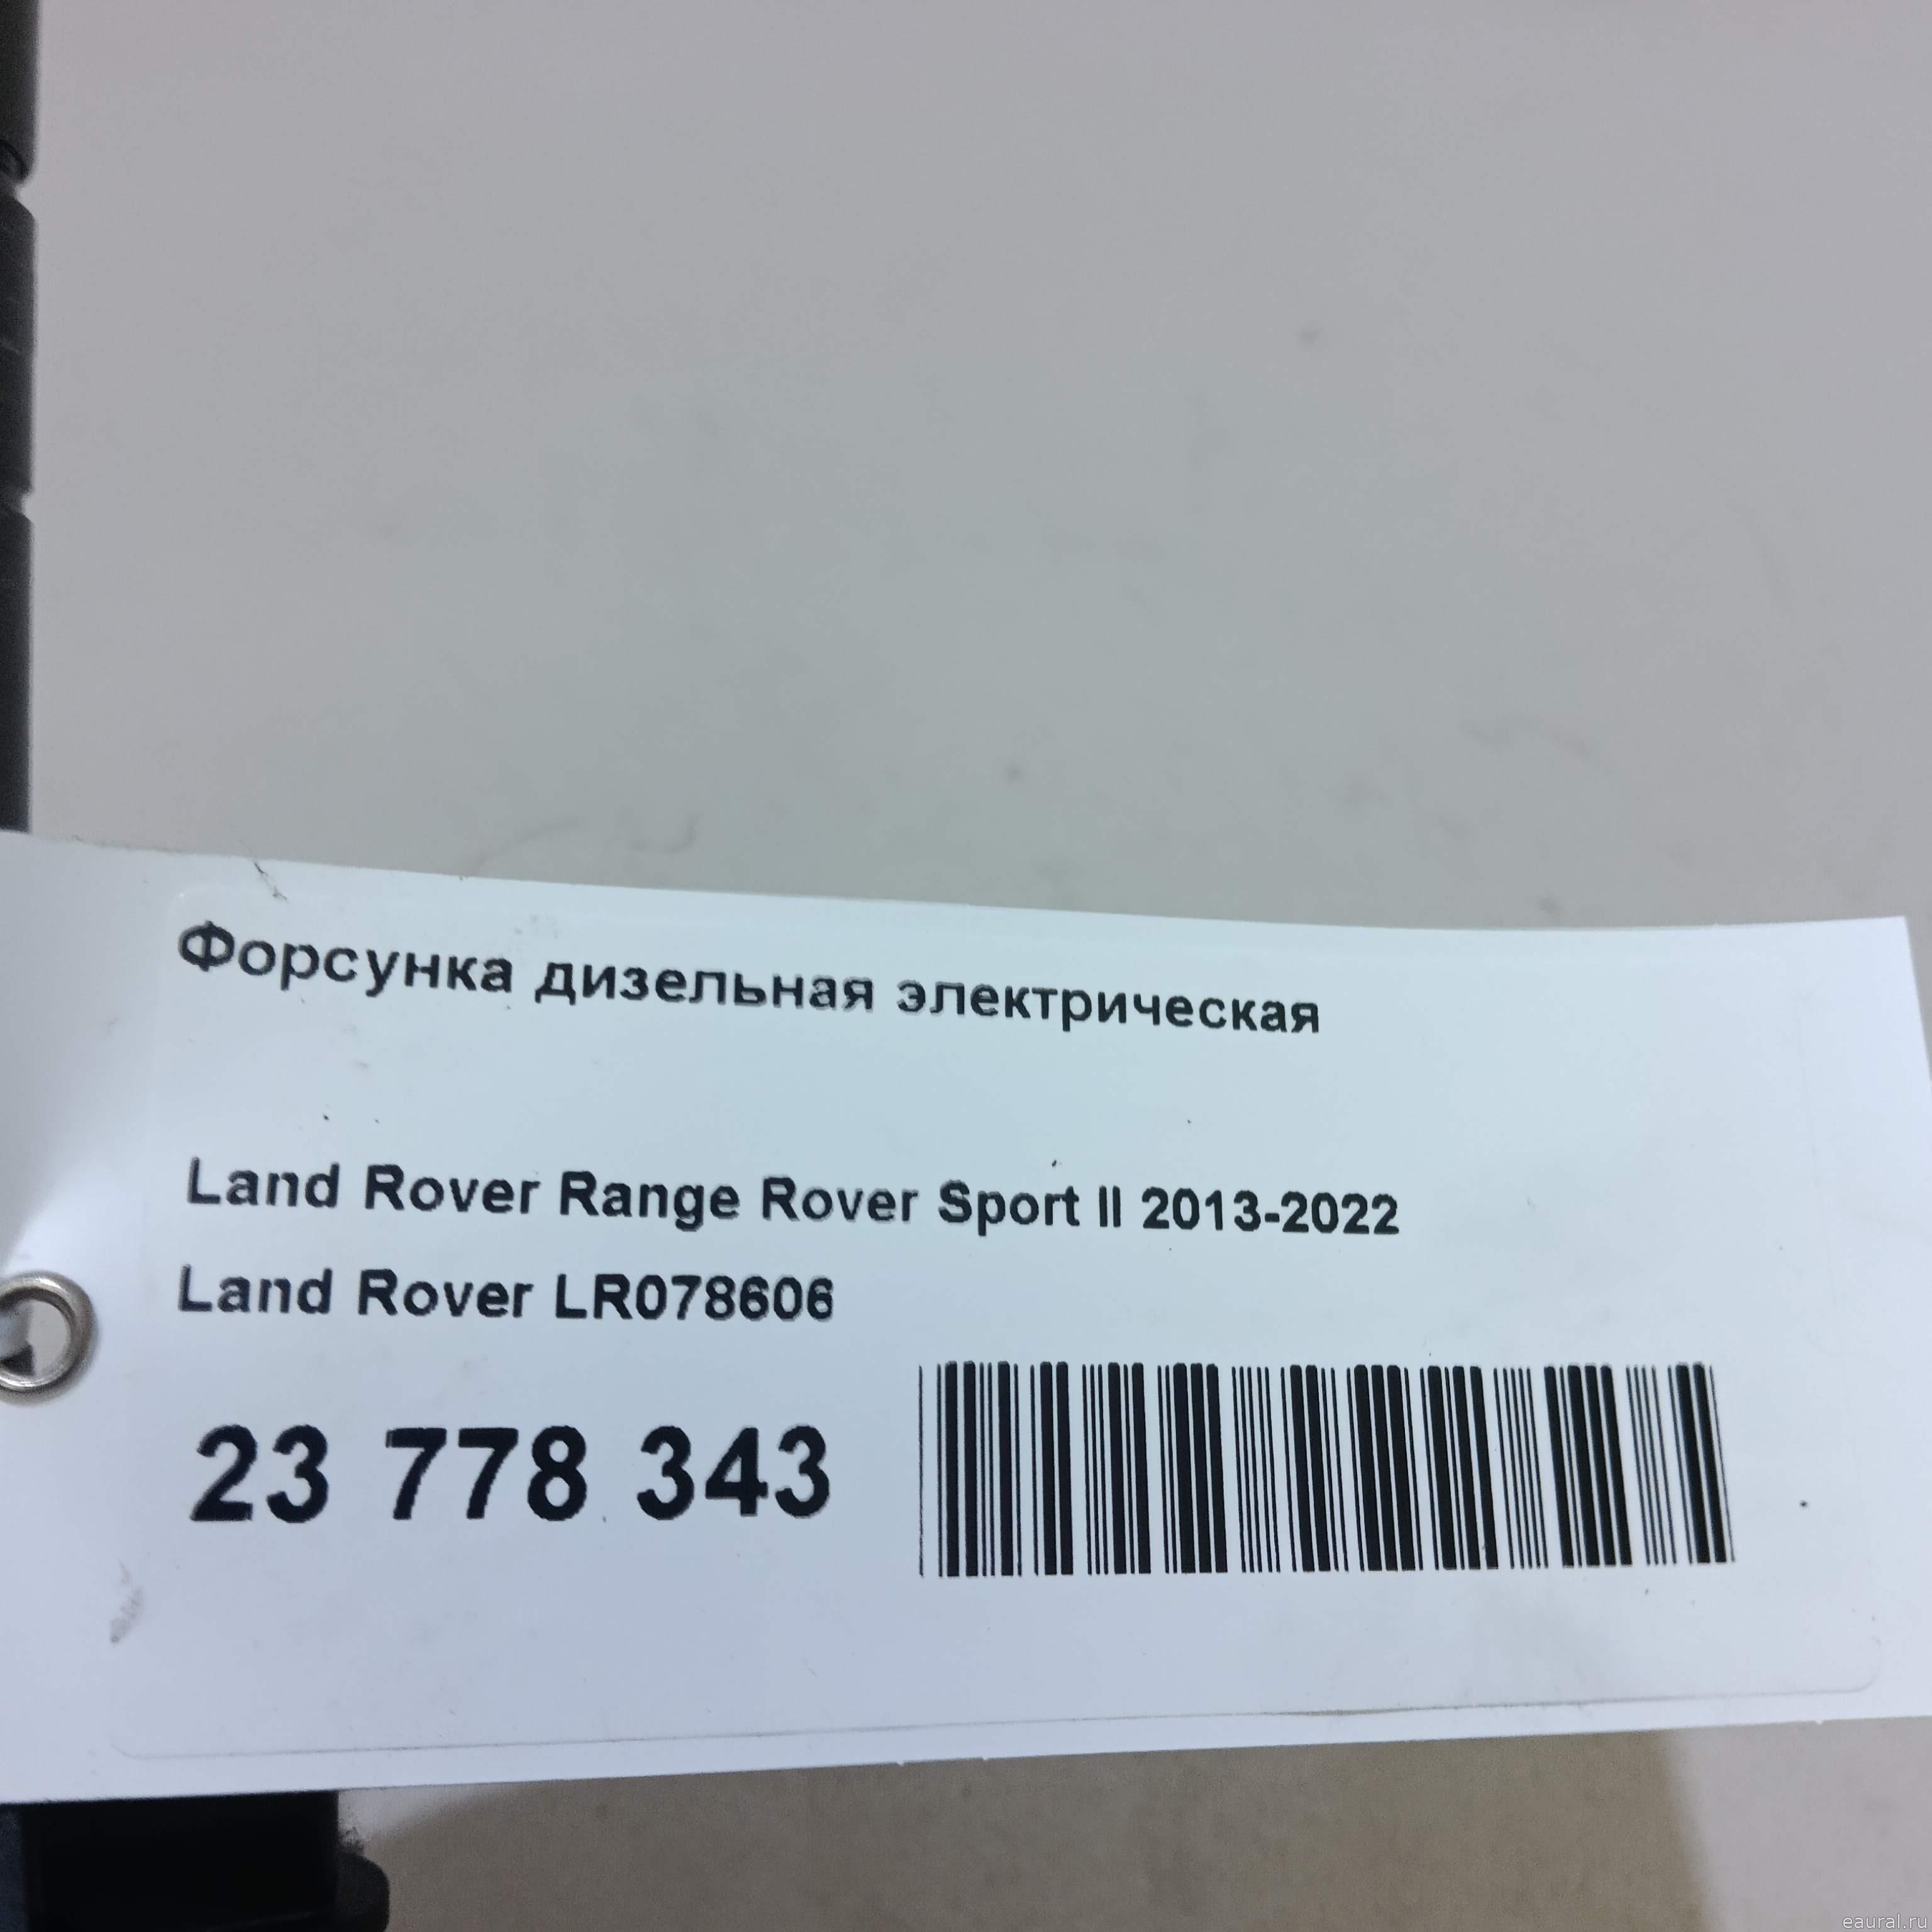 Форсунка дизельная электрическая
Land Rover Range Rover Sport II 2013-2022
Land Rover LR078606
23 778 343
eaural.ru